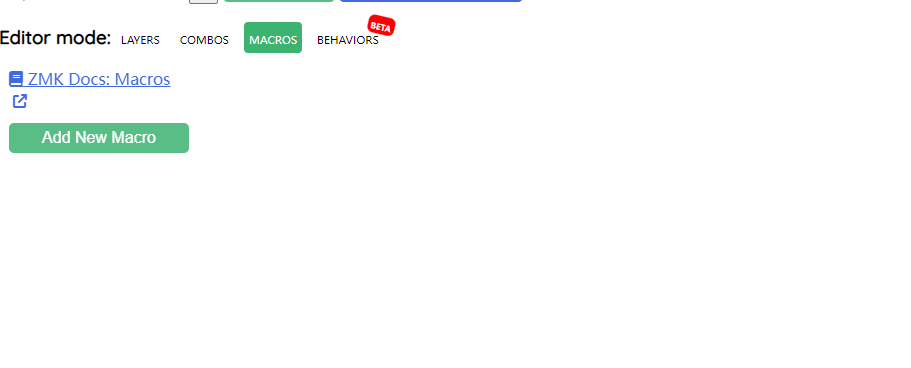 Editor mode: LAYERS COMBOS MACROS BEHAVIORS BETA
ZMK Docs: Macros
Add New Macro